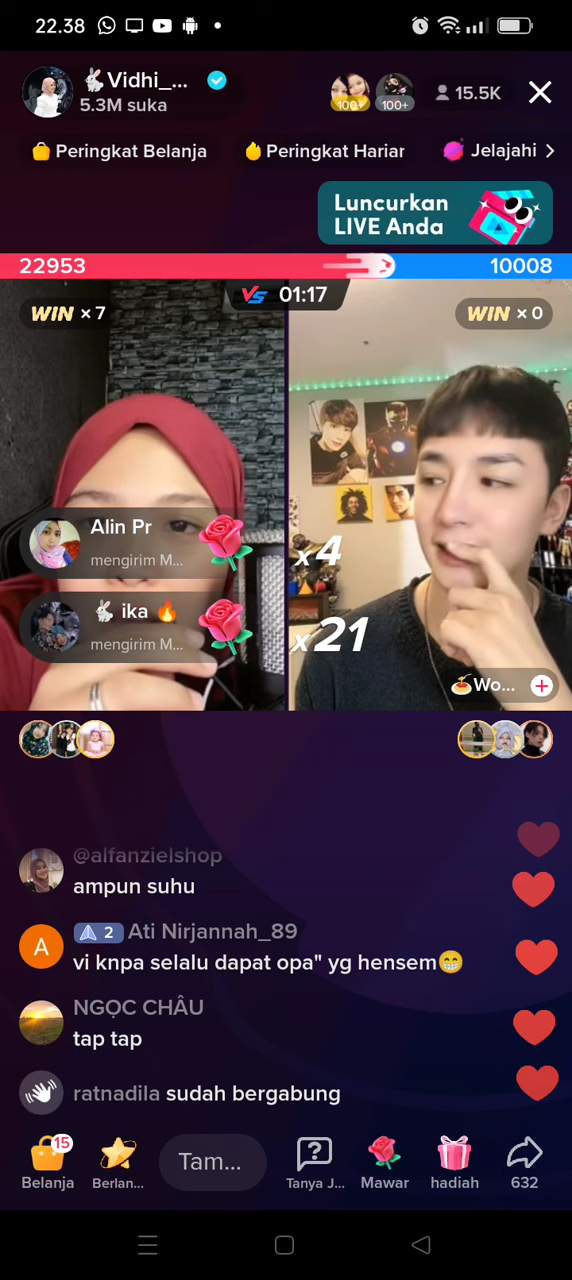 22.38
Vidhi_...
5.3M suka
100+
100+
15.5K
Peringkat Belanja
Peringkat Harian
Jelajahi
Luncurkan
LIVE Anda
22953
10008
VS 01:17
WIN x 7
WIN x 0
Alin Pr
mengirim M...
x4
ika
mengirim M...
x21
Wo...
@alfanzielshop
ampun suhu
A
2 Ati Nirjannah_89
vi knpa selalu dapat opa" yg hensem😁
NGỌC CHÂU
tap tap
ratnadila sudah bergabung
15
Tam...
Belanja
Berlan...
Tanya J...
Mawar
hadiah
632